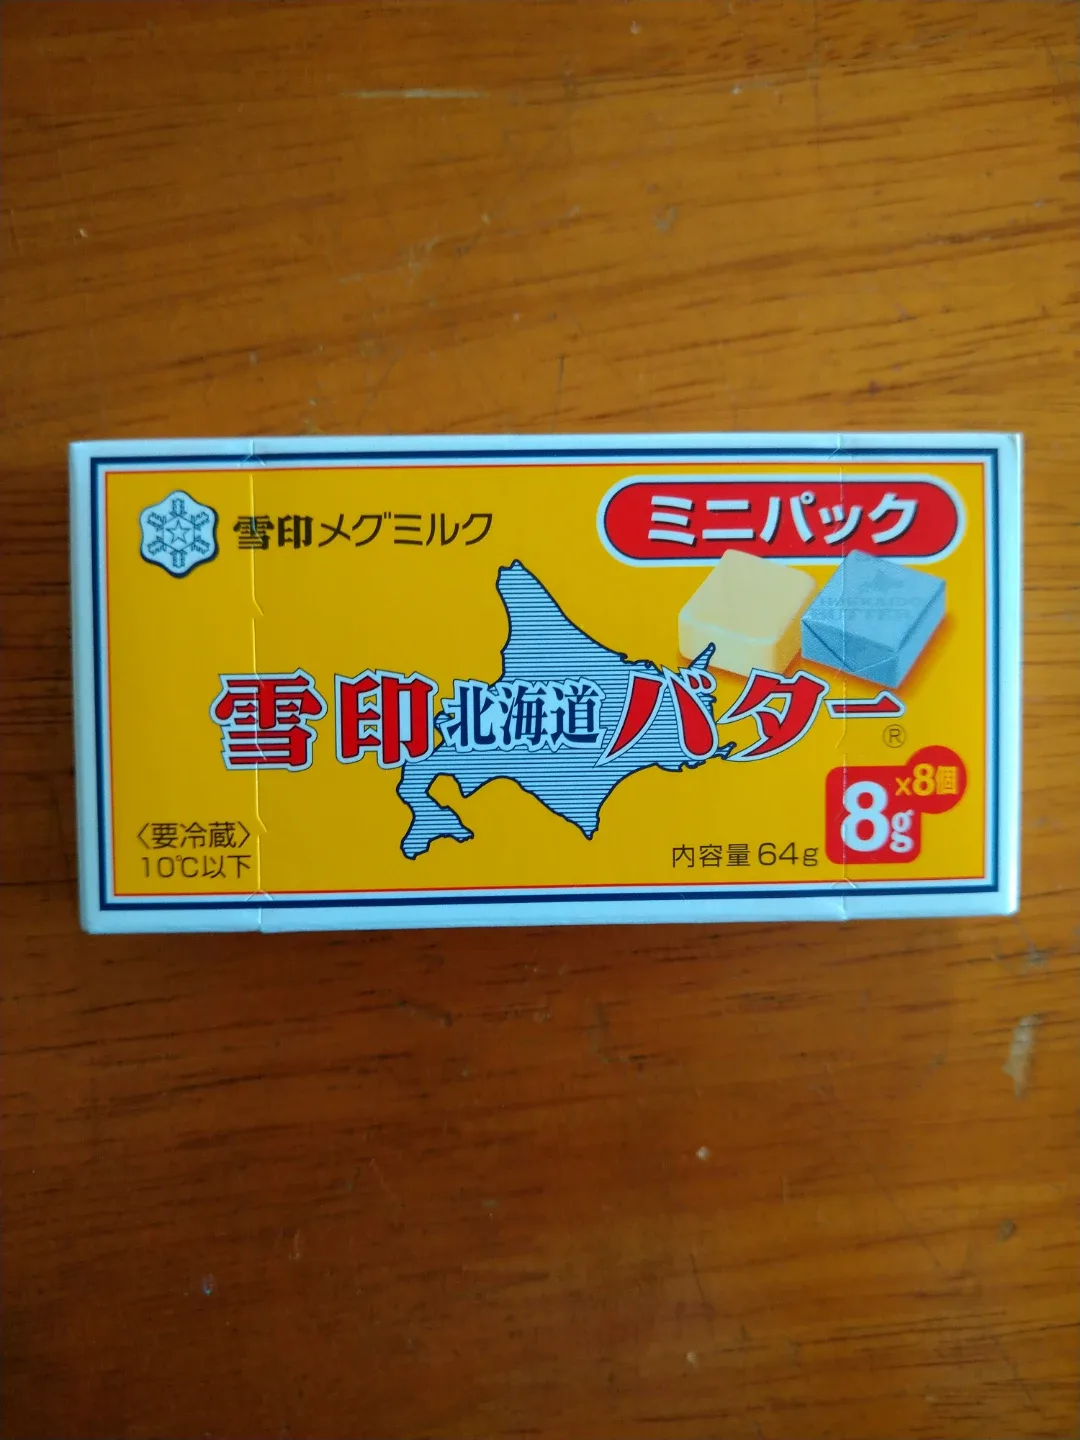 雪印メグミルク
ミニパック
雪印北海道バター
®
8g×8個
〈要冷蔵〉
10℃以下
内容量64g